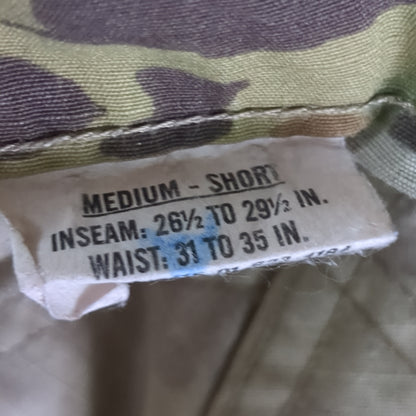 MEDIUM - SHORT
INSEAM: 26½ TO 29½ IN.
WAIST: 31 TO 35 IN.